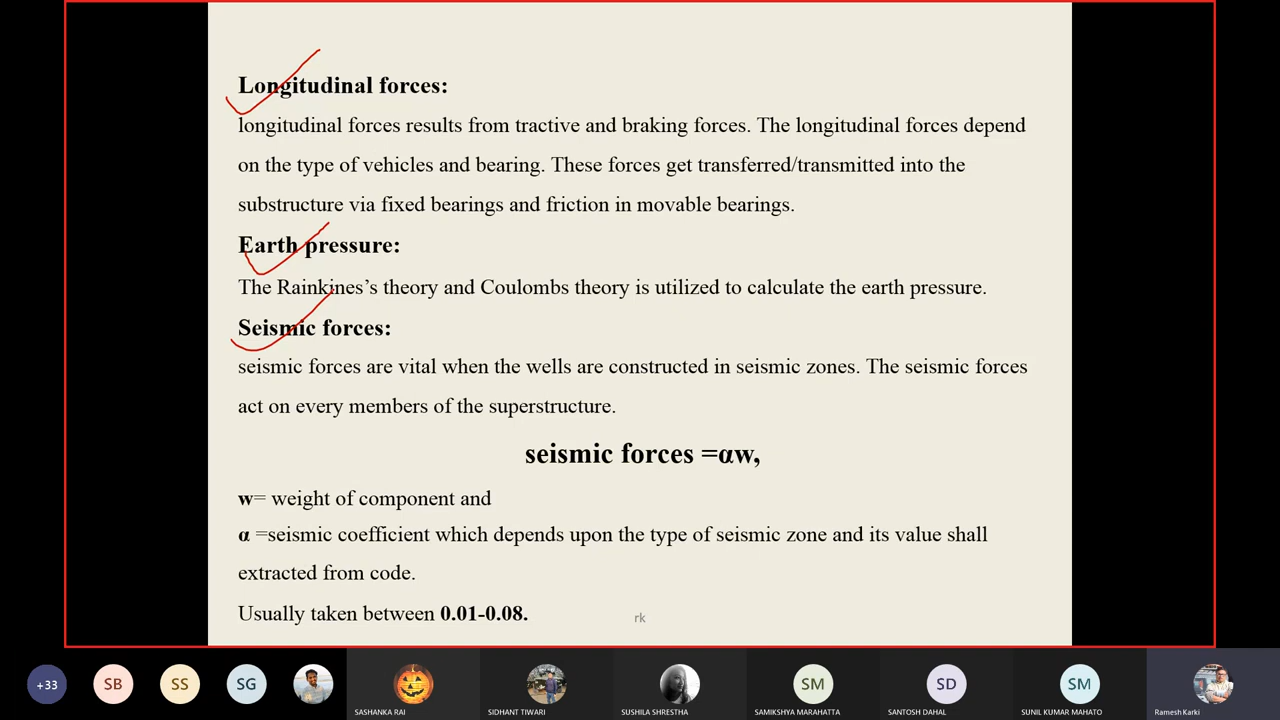 Longitudinal forces:
longitudinal forces results from tractive and braking forces. The longitudinal forces depend
on the type of vehicles and bearing. These forces get transferred/transmitted into the
substructure via fixed bearings and friction in movable bearings.
Earth pressure:
The Rainkines’s theory and Coulombs theory is utilized to calculate the earth pressure.
Seismic forces:
seismic forces are vital when the wells are constructed in seismic zones. The seismic forces
act on every members of the superstructure.
seismic forces =αw,
w= weight of component and
α =seismic coefficient which depends upon the type of seismic zone and its value shall
extracted from code.
Usually taken between 0.01-0.08.
rk
+33 SB SS SG SM SD SM
SASHANKA RAI SIDHANT TIWARI SUSHILA SHRESTHA SAMIKSHYA MARAHATTA SANTOSH DAHAL SUNIL KUMAR MAHATO Ramesh Karki